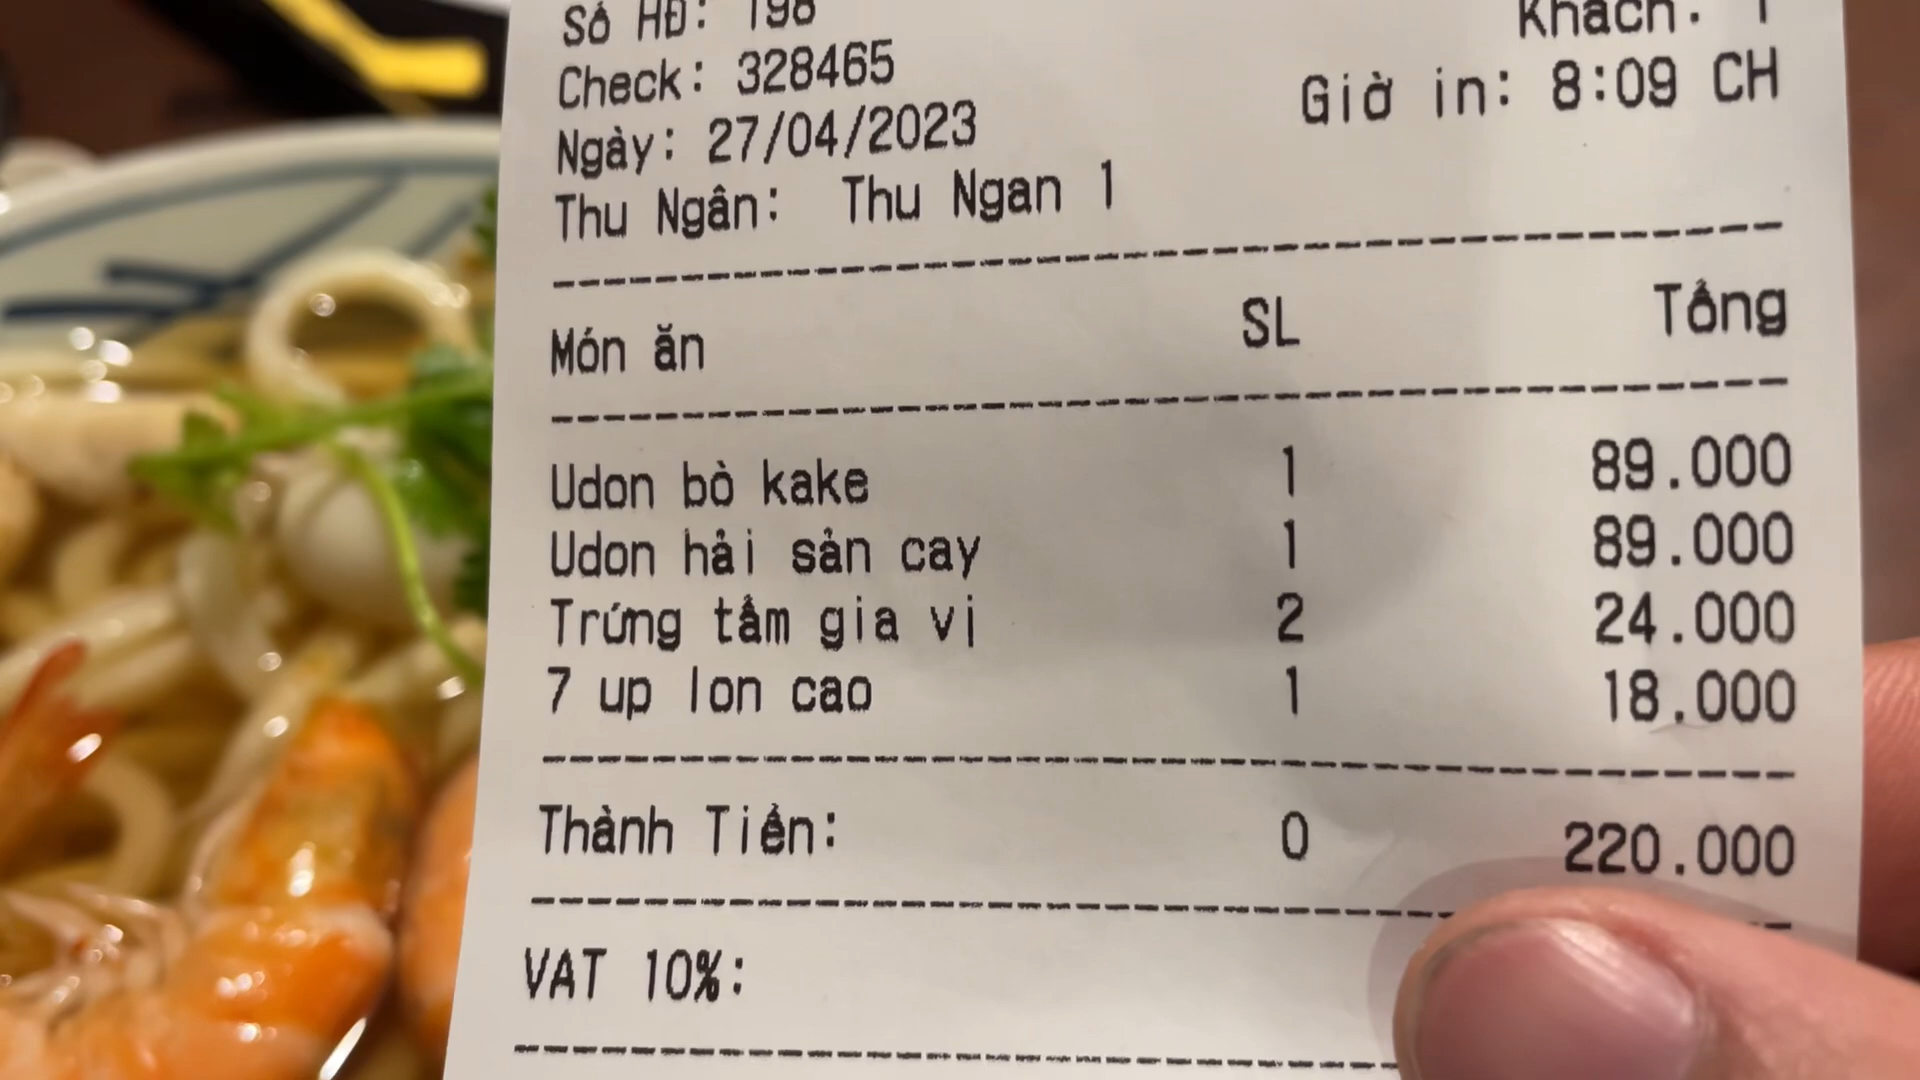 Số HĐ: 198
Khách: 1
Check: 328465
Giờ in: 8:09 CH
Ngày: 27/04/2023
Thu Ngân: Thu Ngan 1
Món ăn SL Tổng
Udon bò kake 1 89.000
Udon hải sản cay 1 89.000
Trứng tẩm gia vị 2 24.000
7 up lon cao 1 18.000
Thành Tiền: 0 220.000
VAT 10%: